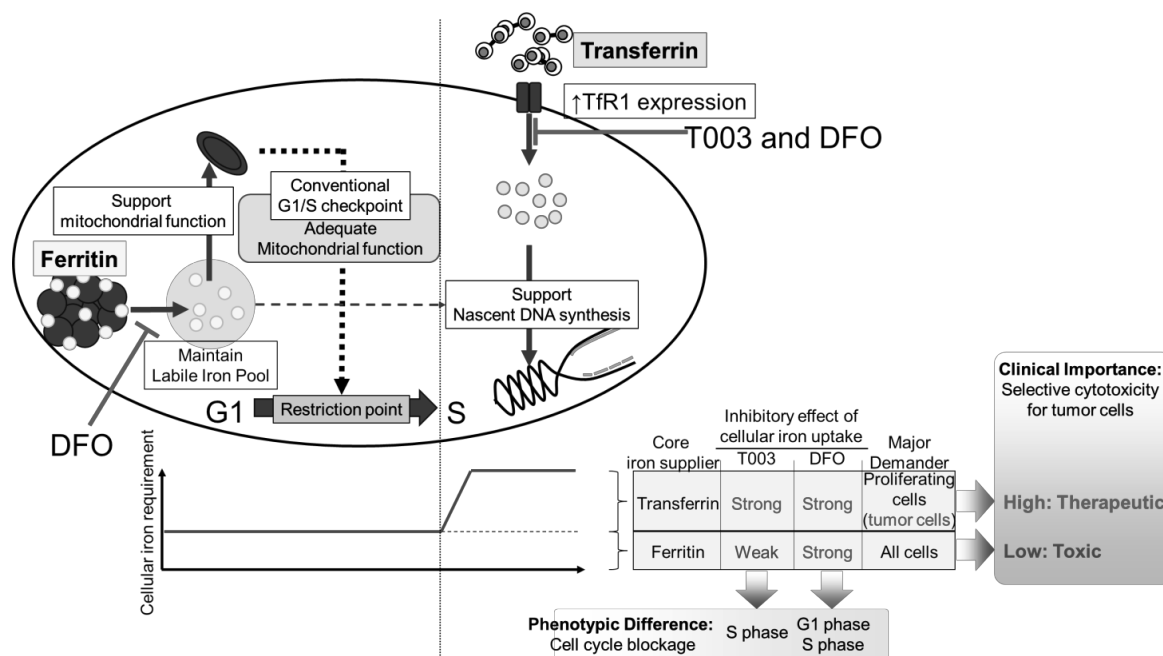 Transferrin
↑TfR1 expression
T003 and DFO
Conventional
G1/S checkpoint
Adequate
Mitochondrial function
Support
mitochondrial function
Ferritin
Support
Nascent DNA synthesis
Maintain
Labile Iron Pool
DFO
G1
Restriction point
S
Cellular iron requirement
Inhibitory effect of
cellular iron uptake
Core
iron supplier
T003
DFO
Major
Demander
Transferrin
Strong
Strong
Proliferating
cells
(tumor cells)
Ferritin
Weak
Strong
All cells
Clinical Importance:
Selective cytotoxicity
for tumor cells
High: Therapeutic
Low: Toxic
Phenotypic Difference:
Cell cycle blockage
S phase
G1 phase
S phase